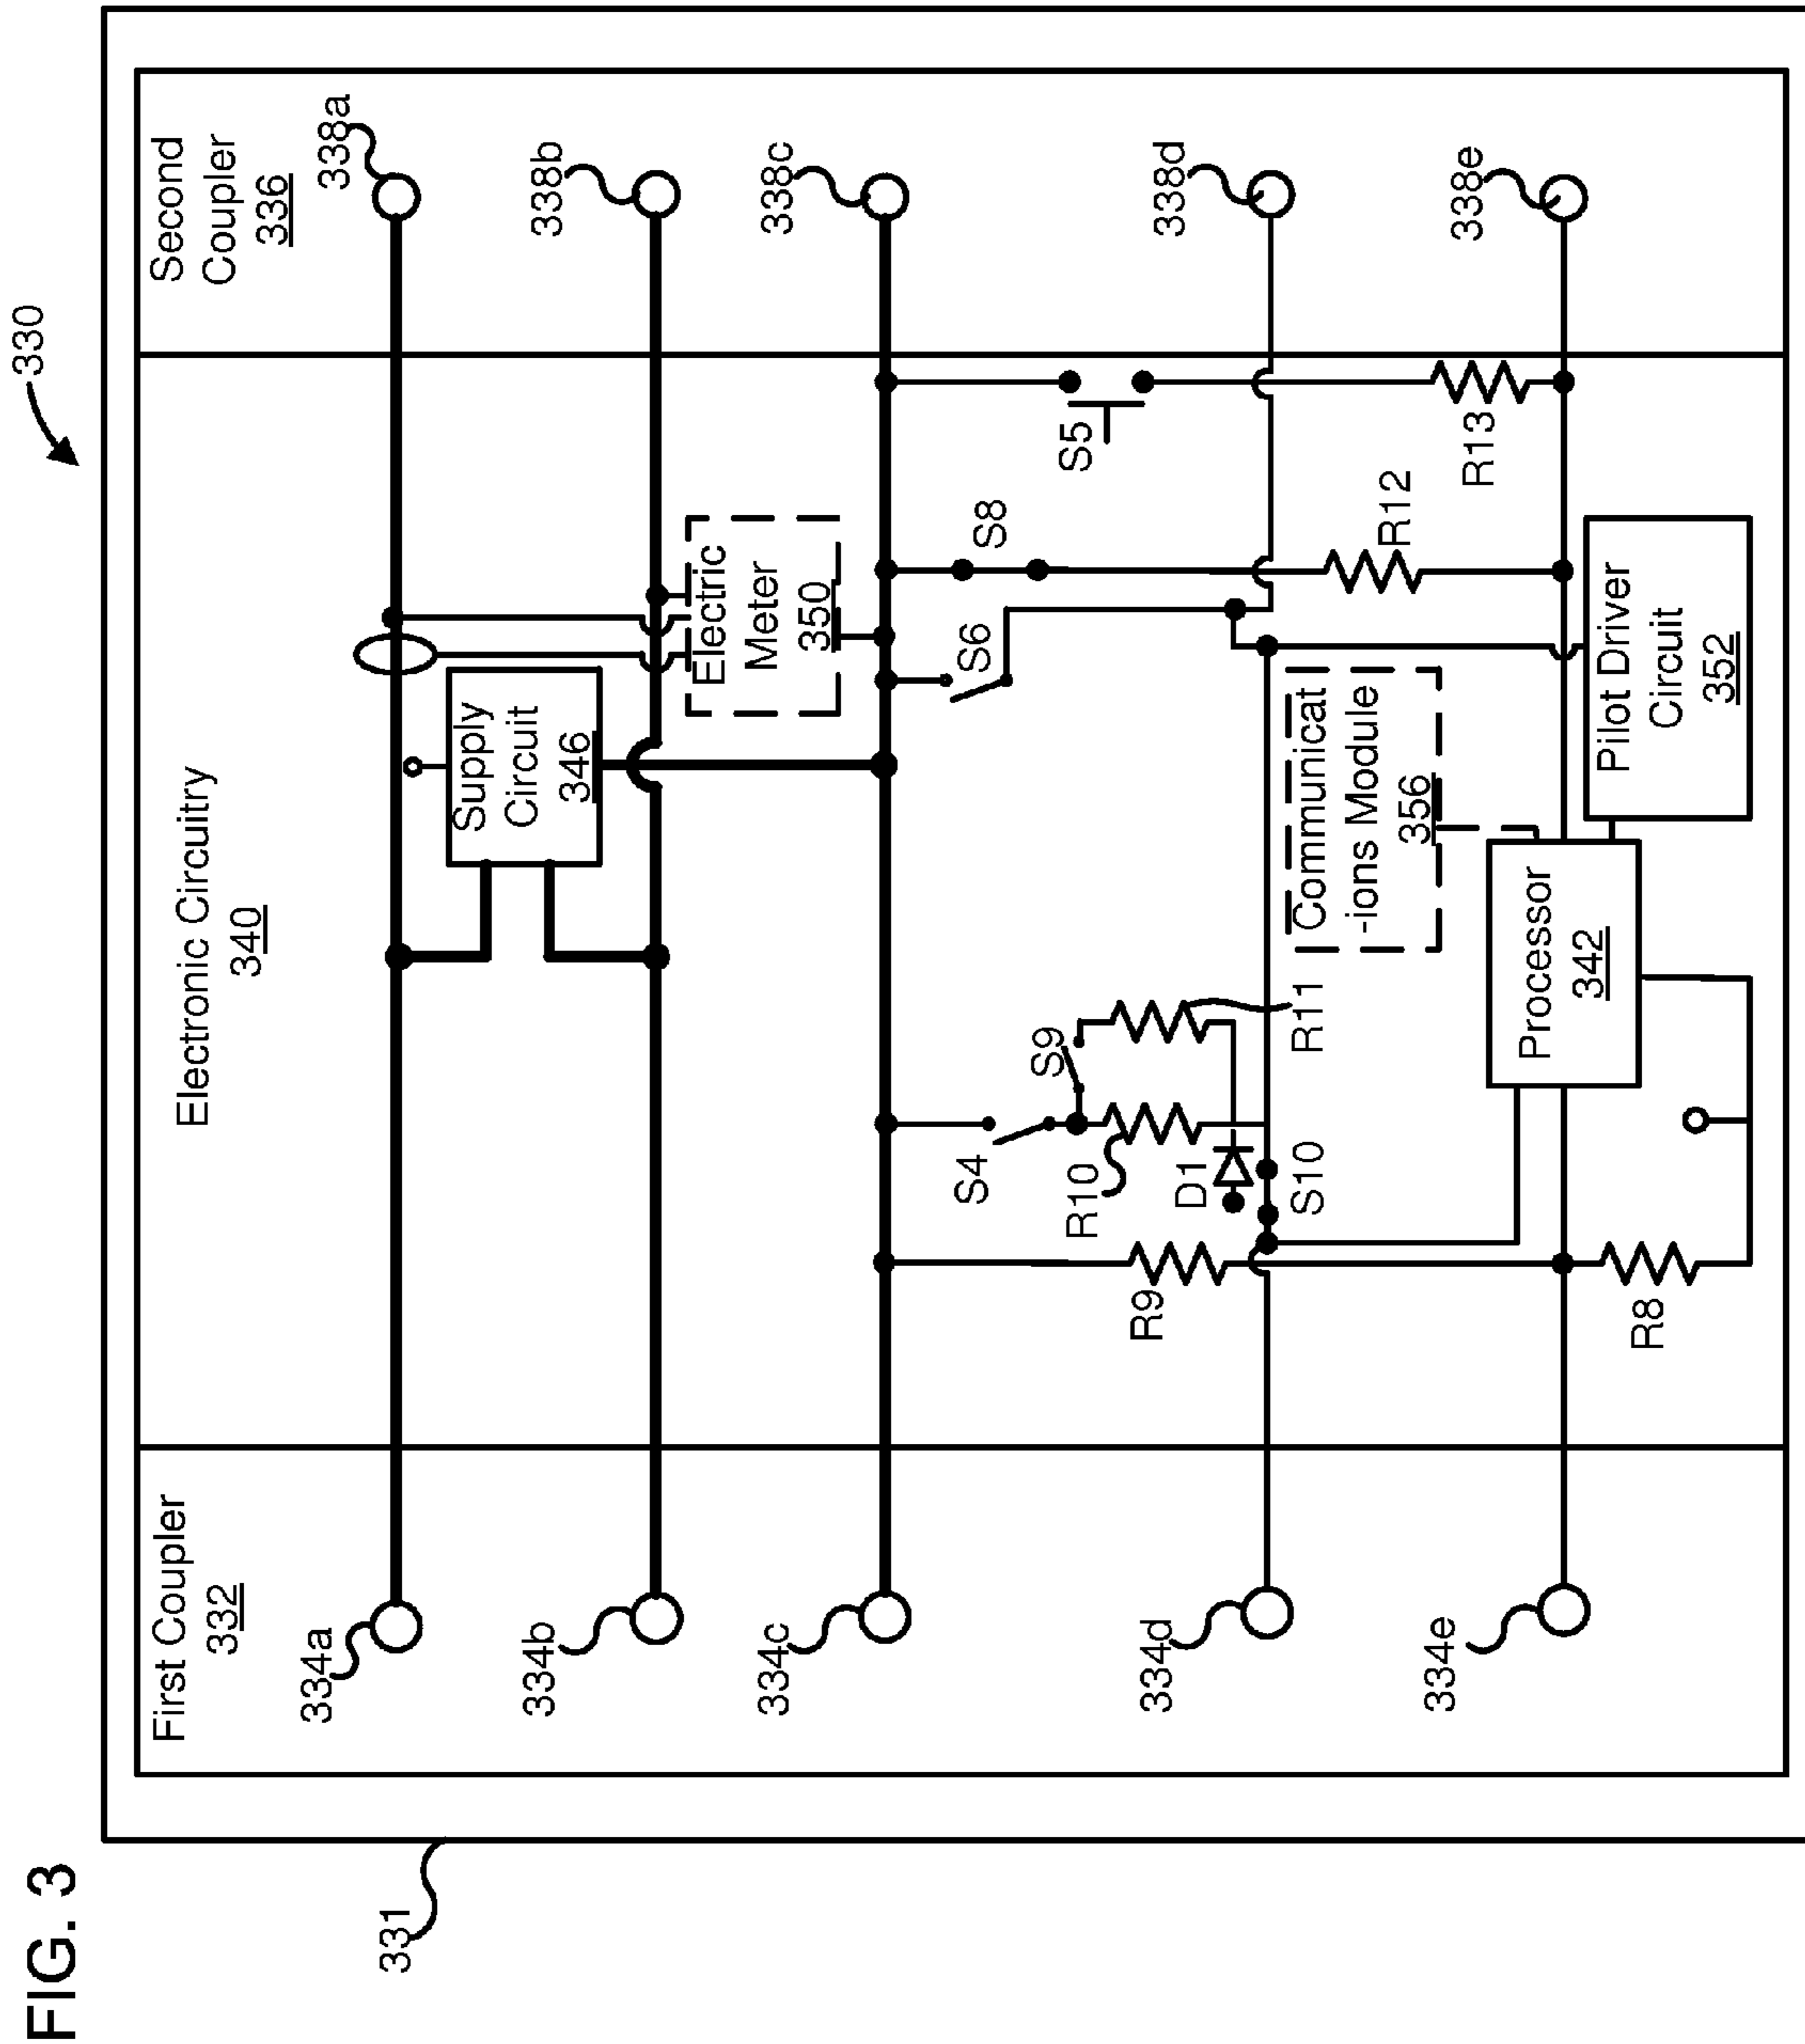 FIG. 3
330
331
First Coupler
332
Electronic Circuitry
340
Second
Coupler
336
334a
334b
334c
334d
334e
338a
338b
338c
338d
338e
Supply
Circuit
346
Electric
Meter
350
S4
S9
R10
R11
D1
S10
R9
R8
S6
S8
S5
R12
R13
Communicat
-ions Module
356
Processor
342
Pilot Driver
Circuit
352